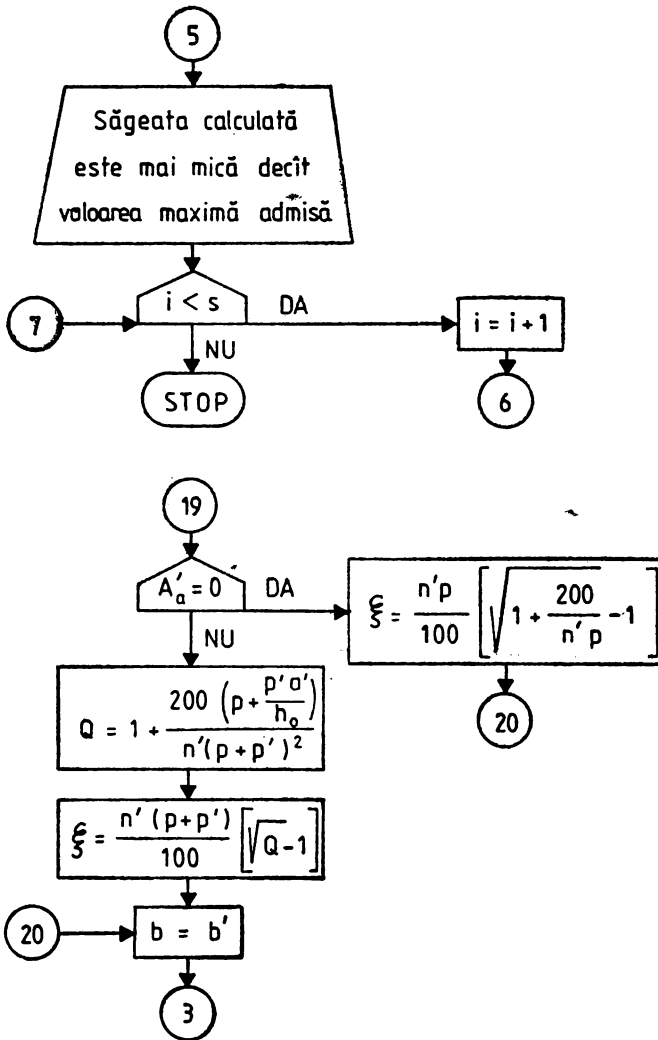 5
Săgeata calculată
este mai mică decît
valoarea maximă admisă
7
i < s
DA
i = i+1
NU
STOP
6
19
A'ₐ = 0
DA
ξ = n'p/100 [√(1 + 200/(n'p)) -1]
NU
20
Q = 1 + 200 (p + p'a'/h₀)/(n'(p+p')²)
ξ = n'(p+p')/100 [√Q -1]
20
b = b'
3